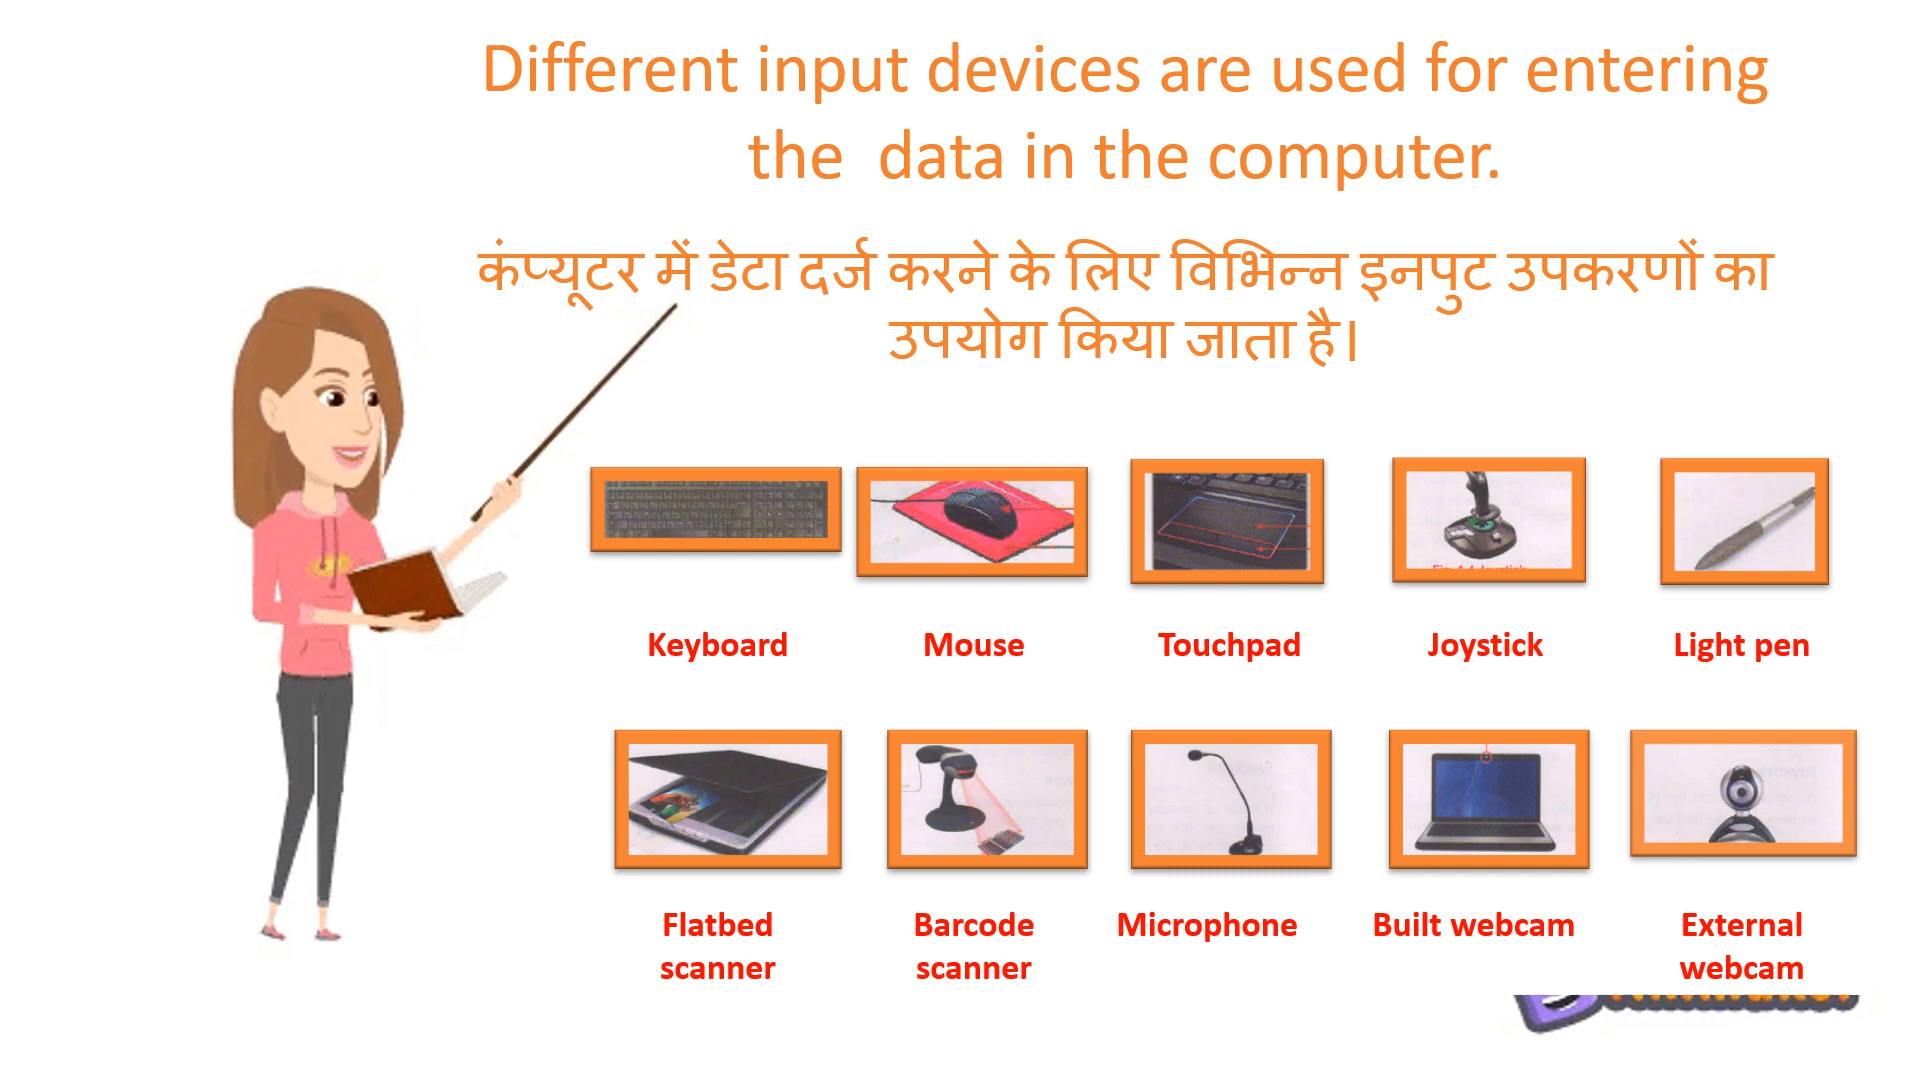 Different input devices are used for entering
the data in the computer.
कंप्यूटर में डेटा दर्ज करने के लिए विभिन्न इनपुट उपकरणों का
उपयोग किया जाता है।
Keyboard
Mouse
Touchpad
Joystick
Light pen
Flatbed
scanner
Barcode
scanner
Microphone
Built webcam
External
webcam